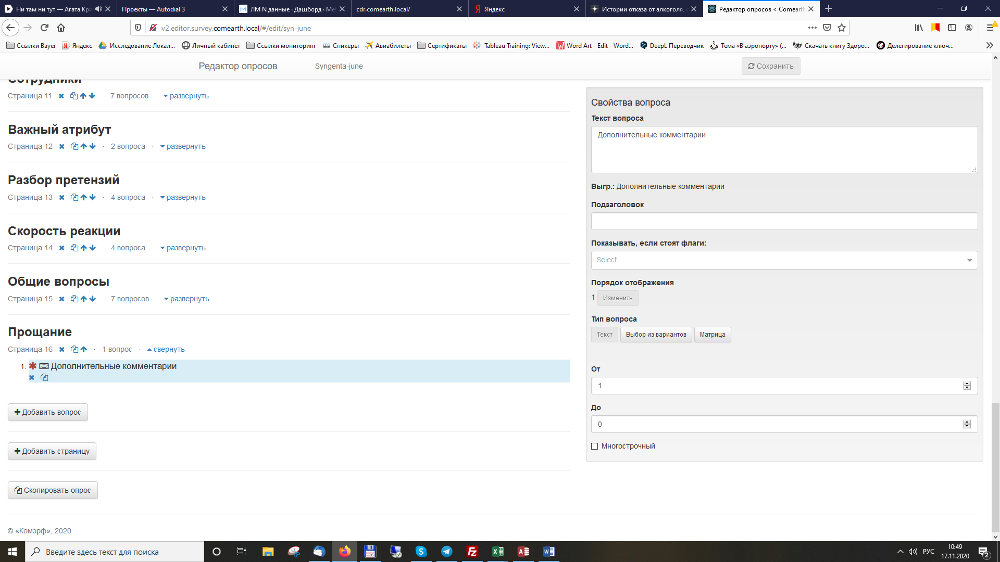 Ни там ни тут — Агата Кри
Проекты — Autodial 3
ЛМ N данные · Дашборд · Met
cdr.comearth.local/
Яндекс
Истории отказа от алкоголя,
Редактор опросов < Comearth
v2.editor.survey.comearth.local/#/edit/syn-june
Ссылки Bayer
Яндекс
Исследование Локал...
Личный кабинет
Ссылки мониторинг
Спикеры
Авиабилеты
Сертификаты
Tableau Training: View...
Word Art - Edit - Word...
DeepL Переводчик
Тема «В аэропорту» (...
Скачать книгу Здоро...
Делегирование ключ...
Редактор опросов
Syngenta-june
Сохранить
Сотрудники
Страница 11 · 7 вопросов · развернуть
Важный атрибут
Страница 12 · 2 вопроса · развернуть
Разбор претензий
Страница 13 · 4 вопроса · развернуть
Скорость реакции
Страница 14 · 4 вопроса · развернуть
Общие вопросы
Страница 15 · 7 вопросов · развернуть
Прощание
Страница 16 · 1 вопрос · свернуть
1. Дополнительные комментарии
Добавить вопрос
Добавить страницу
Скопировать опрос
© «Комэрф», 2020
Свойства вопроса
Текст вопроса
Дополнительные комментарии
Выгр.: Дополнительные комментарии
Подзаголовок
Показывать, если стоят флаги:
Select...
Порядок отображения
1 Изменить
Тип вопроса
Текст Выбор из вариантов Матрица
От
1
До
0
Многострочный
Введите здесь текст для поиска
РУС
10:49
17.11.2020
2